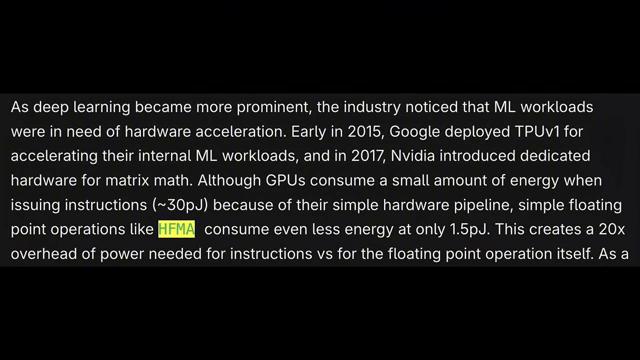 As deep learning became more prominent, the industry noticed that ML workloads
were in need of hardware acceleration. Early in 2015, Google deployed TPUv1 for
accelerating their internal ML workloads, and in 2017, Nvidia introduced dedicated
hardware for matrix math. Although GPUs consume a small amount of energy when
issuing instructions (~30pJ) because of their simple hardware pipeline, simple floating
point operations like HFMA consume even less energy at only 1.5pJ. This creates a 20x
overhead of power needed for instructions vs for the floating point operation itself. As a